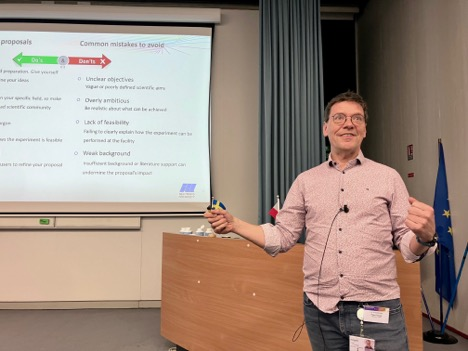 proposals
Common mistakes to avoid
Do's
Don'ts
preparation. Give yourself
your ideas
in your specific field, so make
scientific community
the experiment is feasible
to refine your proposal
Unclear objectives
Vague or poorly defined scientific aims
Overly ambitious
Be realistic about what can be achieved
Lack of feasibility
Failing to clearly explain how the experiment can be
performed at the facility
Weak background
Insufficient background or literature support can
undermine the proposal's impact